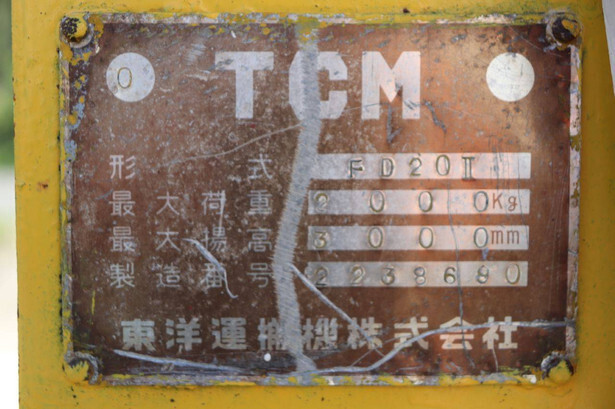 0 TCM
形式 FD20II
最大荷重 2000Kg
最大揚高 3000mm
製造番号
東洋運搬機株式会社